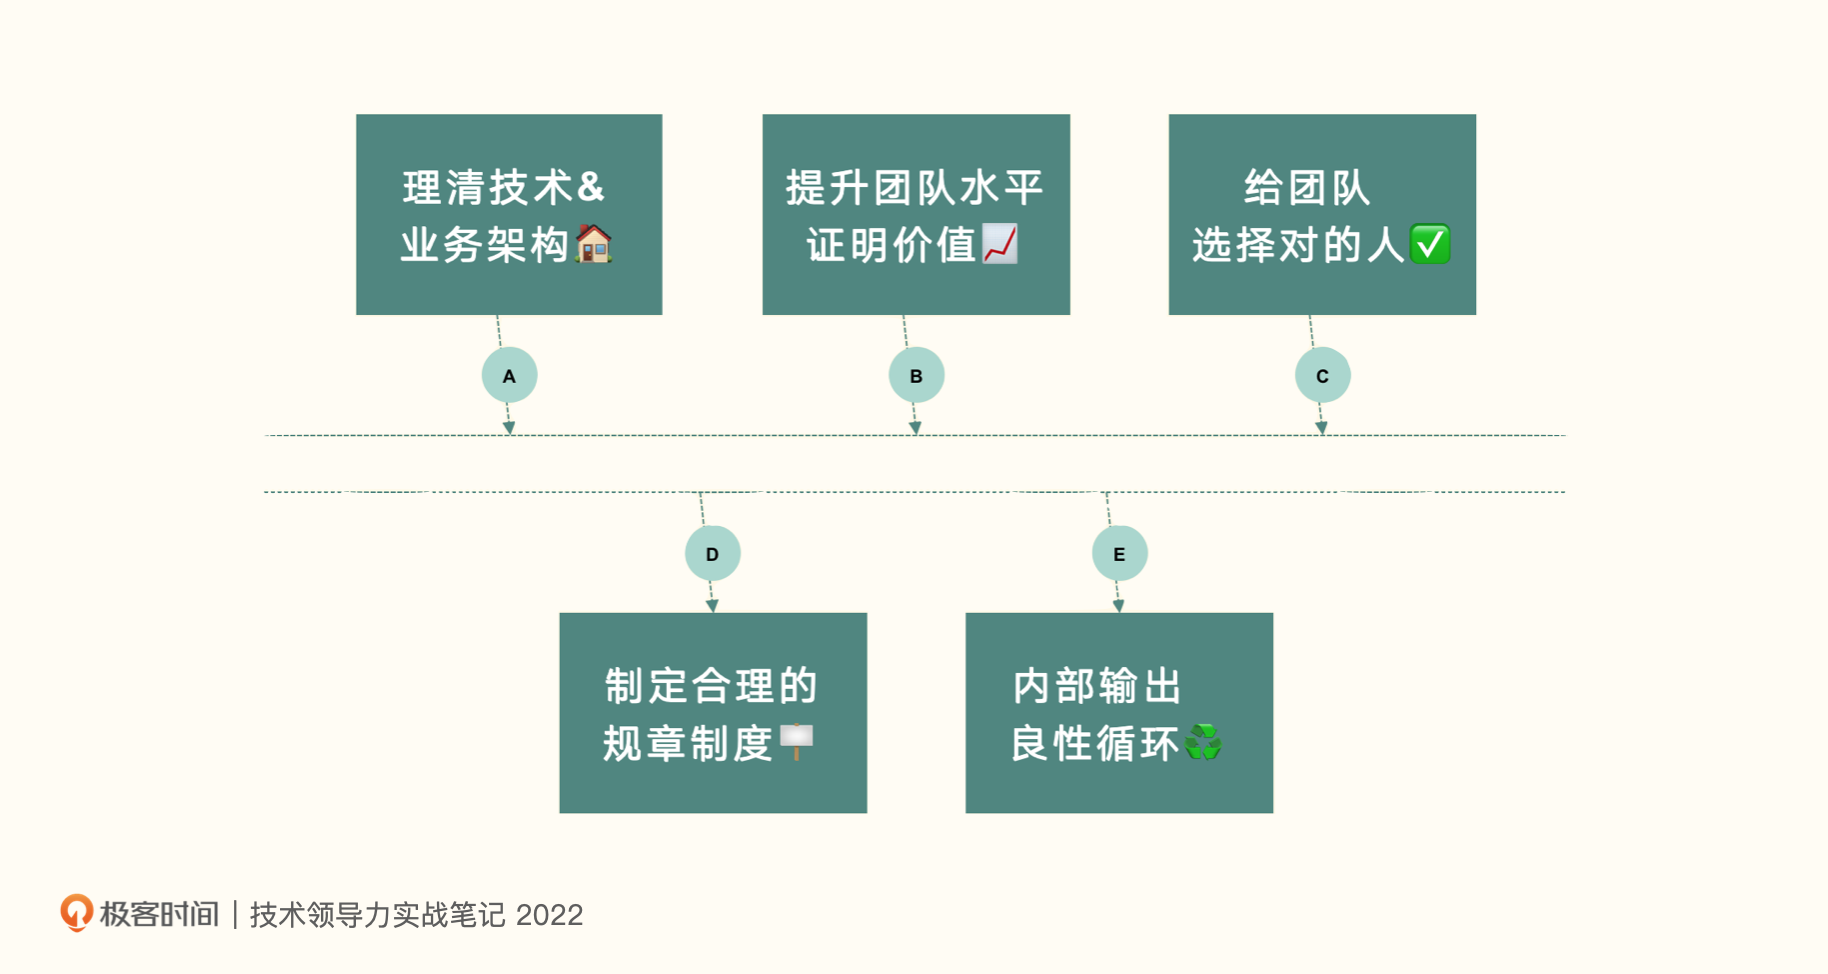 理清技术&
业务架构
提升团队水平
证明价值
给团队
选择对的人
A
B
C
D
E
制定合理的
规章制度
内部输出
良性循环
极客时间 | 技术领导力实战笔记 2022